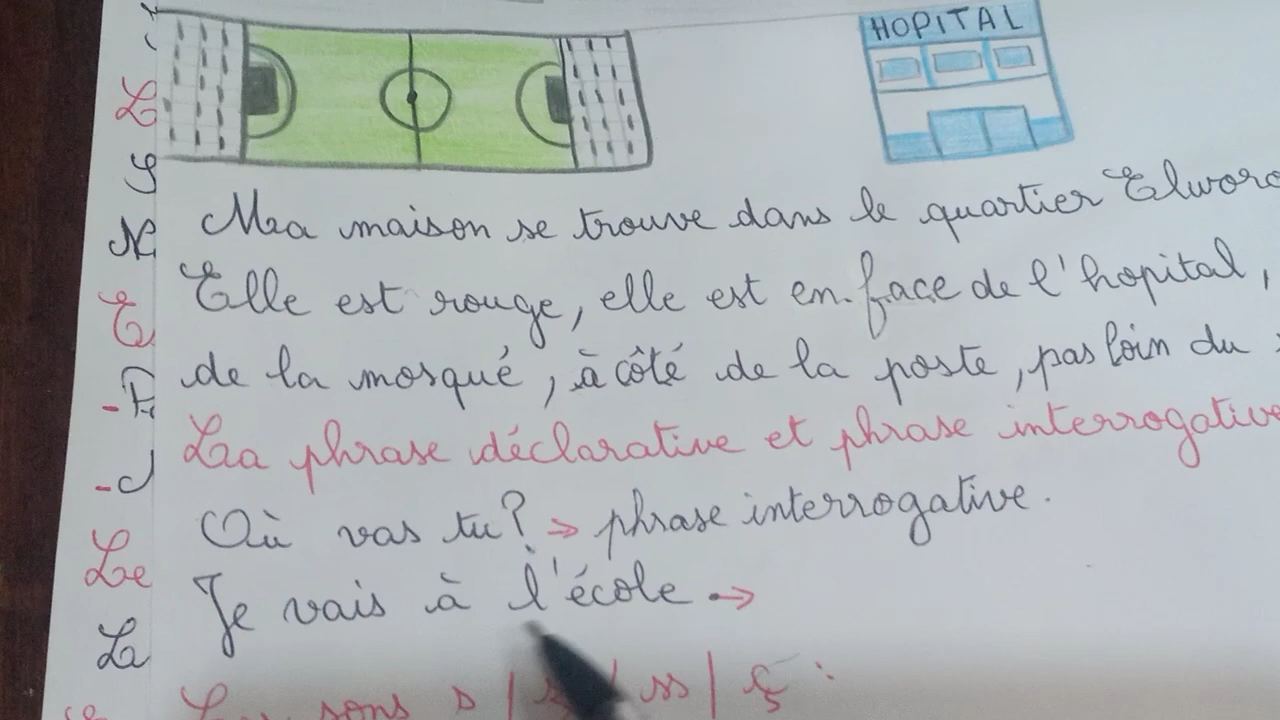 HOPITAL
Ma maison se trouve dans le quartier
Elle est rouge, elle est en face de l'hopital,
de la mosqué, à côté de la poste, pas loin du
La phrase déclarative et phrase interrogative
Où vas tu? → phrase interrogative.
Je vais à l'école →
sons s | | ss | ç :